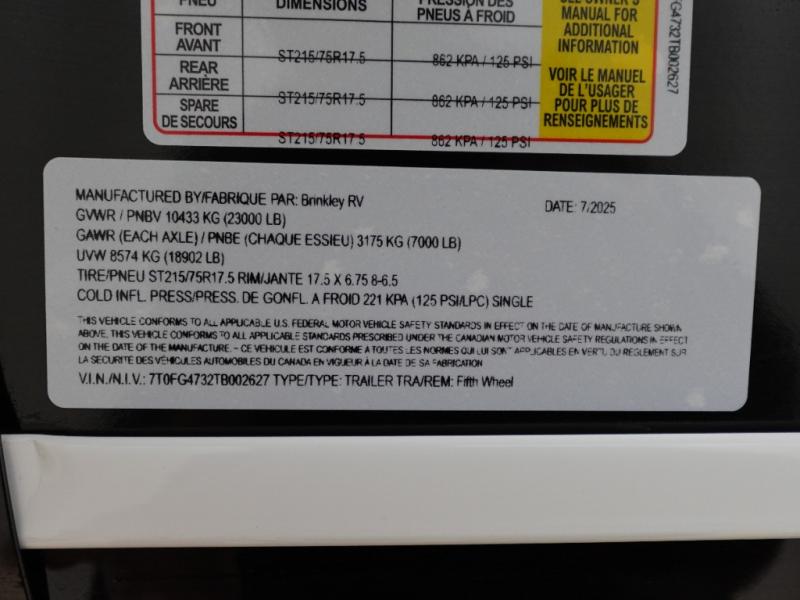 PNEU DIMENSIONS PRESSION DES
PNEUS À FROID
SEE OWNER'S
MANUAL FOR
ADDITIONAL
INFORMATION
FRONT
AVANT ST215/75R17.5 862 KPA / 125 PSI
REAR
ARRIÈRE ST215/75R17.5 862 KPA / 125 PSI
SPARE
DE SECOURS ST215/75R17.5 862 KPA / 125 PSI
VOIR LE MANUEL
DE L'USAGER
POUR PLUS DE
RENSEIGNEMENTS
FG4732TB002627
MANUFACTURED BY/FABRIQUE PAR: Brinkley RV DATE: 7/2025
GVWR / PNBV 10433 KG (23000 LB)
GAWR (EACH AXLE) / PNBE (CHAQUE ESSIEU) 3175 KG (7000 LB)
UVW 8574 KG (18902 LB)
TIRE/PNEU ST215/75R17.5 RIM/JANTE 17.5 X 6.75 8-6.5
COLD INFL. PRESS/PRESS. DE GONFL. A FROID 221 KPA (125 PSI/LPC) SINGLE
THIS VEHICLE CONFORMS TO ALL APPLICABLE U.S. FEDERAL MOTOR VEHICLE SAFETY STANDARDS IN EFFECT ON THE DATE OF MANUFACTURE SHOWN
ABOVE. THIS VEHICLE CONFORMS TO ALL APPLICABLE STANDARDS PRESCRIBED UNDER THE CANADIAN MOTOR VEHICLE SAFETY REGULATIONS IN EFFECT
ON THE DATE OF THE MANUFACTURE. - CE VEHICULE EST CONFORME A TOUTES LES NORMES QUI LUI SONT APPLICABLES EN VERTU DU REGLEMENT SUR
LA SECURITE DES VEHICULES AUTOMOBILES DU CANADA EN VIGUEUR À LA DATE DE SA FABRICATION
V.I.N./N.I.V.: 7T0FG4732TB002627 TYPE/TYPE: TRAILER TRA/REM: Fifth Wheel